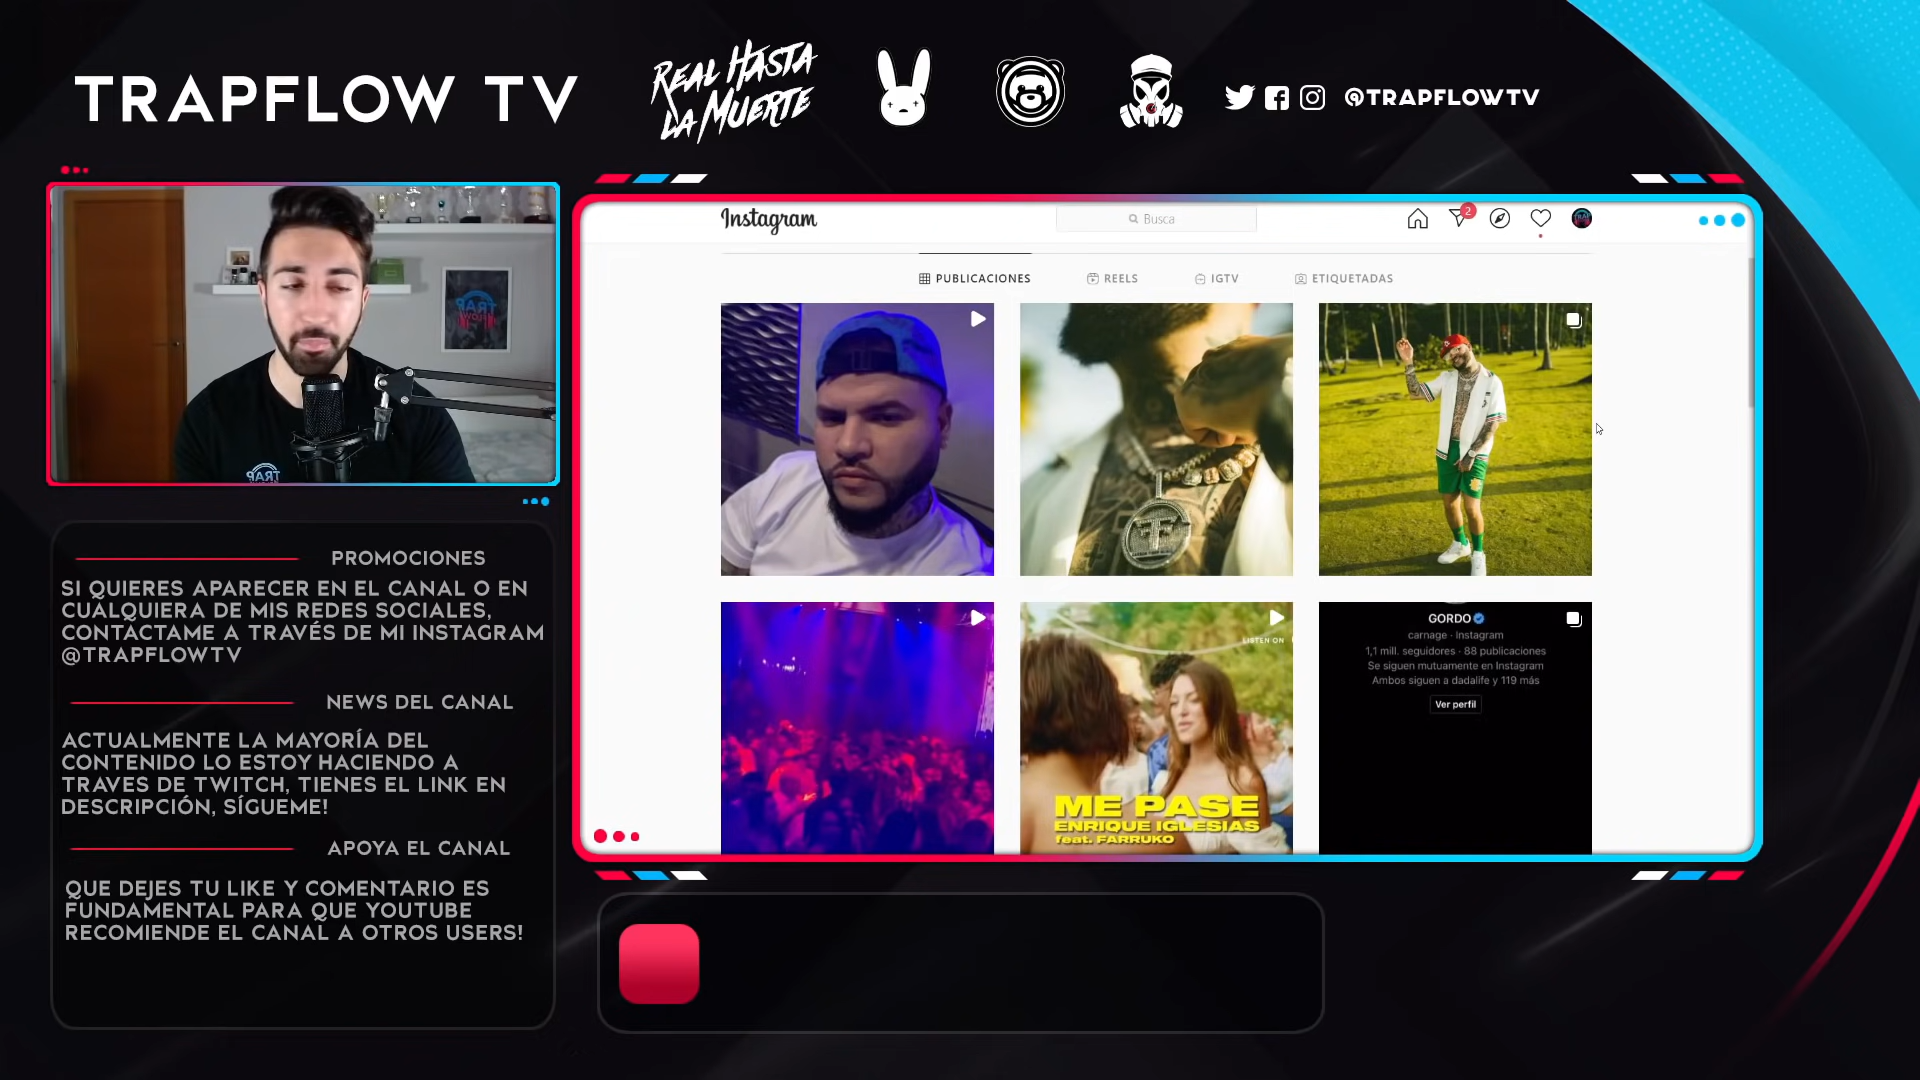 TRAPFLOW TV
REAL HASTA
LA MUERTE
@TRAPFLOWTV
Instagram
Busca
2
PUBLICACIONES
REELS
IGTV
ETIQUETADAS
LISTEN ON
ME PASE
ENRIQUE IGLESIAS
feat. FARRUKO
GORDO
carnage · Instagram
1,1 mill. seguidores · 88 publicaciones
Se siguen mutuamente en Instagram
Ambos siguen a dadalife y 119 más
Ver perfil
PROMOCIONES
SI QUIERES APARECER EN EL CANAL O EN
CUALQUIERA DE MIS REDES SOCIALES,
CONTÁCTAME A TRAVÉS DE MI INSTAGRAM
@TRAPFLOWTV
NEWS DEL CANAL
ACTUALMENTE LA MAYORÍA DEL
CONTENIDO LO ESTOY HACIENDO A
TRAVES DE TWITCH, TIENES EL LINK EN
DESCRIPCIÓN, SÍGUEME!
APOYA EL CANAL
QUE DEJES TU LIKE Y COMENTARIO ES
FUNDAMENTAL PARA QUE YOUTUBE
RECOMIENDE EL CANAL A OTROS USERS!